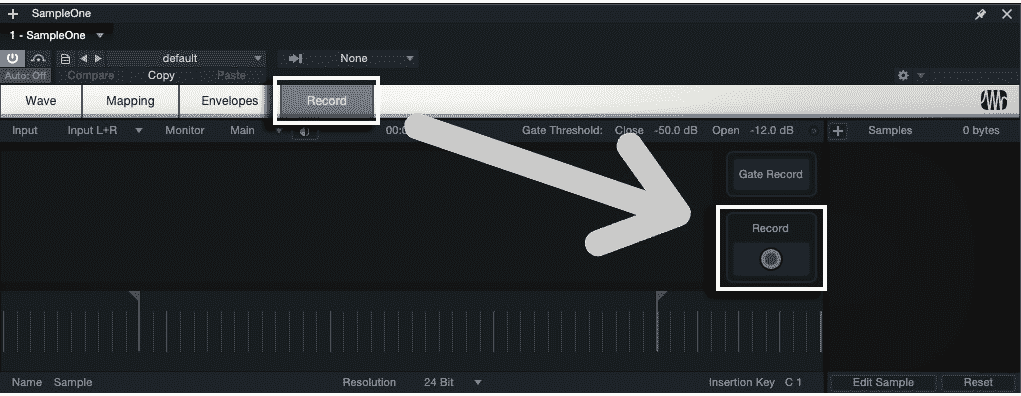 SampleOne
1 - SampleOne
default None
Auto: Off Compare Copy Paste
Wave Mapping Envelopes Record
Input Input L+R Monitor Main Gate Threshold: Close -50.0 dB Open -12.0 dB Samples 0 bytes
Gate Record
Record
Name Sample Resolution 24 Bit Insertion Key C 1 Edit Sample Reset